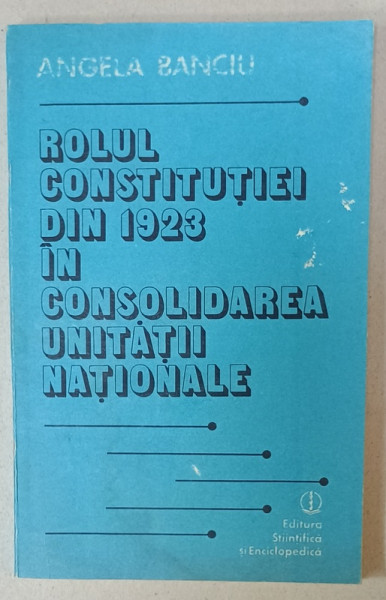 ANGELA BANCIU
ROLUL
CONSTITUȚIEI
DIN 1923
ÎN
CONSOLIDAREA
UNITĂȚII
NAȚIONALE
Editura
Științifică
și Enciclopedică